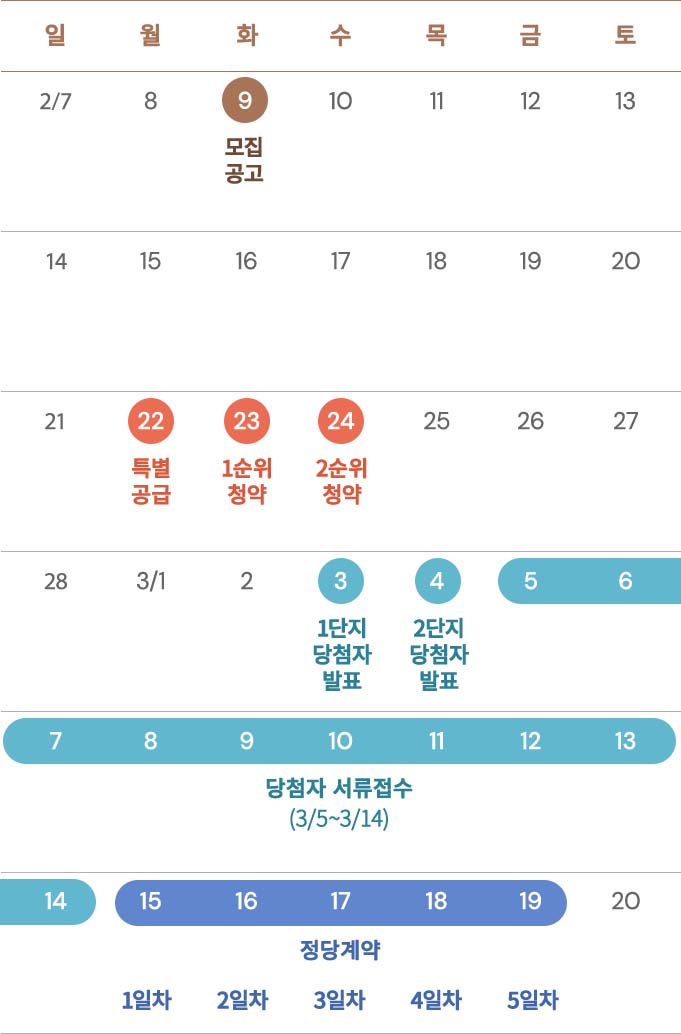 일 월 화 수 목 금 토
2/7 8 9 10 11 12 13
모집
공고
14 15 16 17 18 19 20
21 22 23 24 25 26 27
특별 1순위 2순위
공급 청약 청약
28 3/1 2 3 4 5 6
1단지 2단지
당첨자 당첨자
발표 발표
7 8 9 10 11 12 13
당첨자 서류접수
(3/5~3/14)
14 15 16 17 18 19 20
정당계약
1일차 2일차 3일차 4일차 5일차